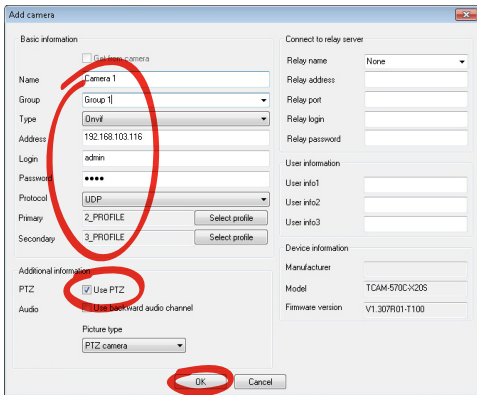 Add camera
Basic information
Get from camera
Name Camera 1
Group Group 1
Type Onvif
Address 192.168.103.116
Login admin
Password ••••
Protocol UDP
Primary 2_PROFILE Select profile
Secondary 3_PROFILE Select profile
Additional information
PTZ Use PTZ
Audio Use backward audio channel
Picture type
PTZ camera
Connect to relay server
Relay name None
Relay address
Relay port
Relay login
Relay password
User information
User info1
User info2
User info3
Device information
Manufacturer
Model TCAM-570C-X20S
Firmware version V1.307R01-T100
OK Cancel